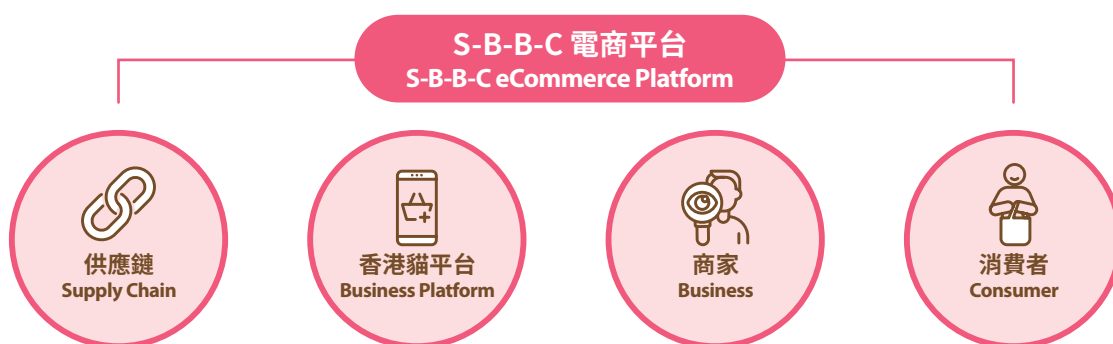 S-B-B-C 電商平台
S-B-B-C eCommerce Platform
供應鏈
Supply Chain
香港貓平台
Business Platform
商家
Business
消費者
Consumer